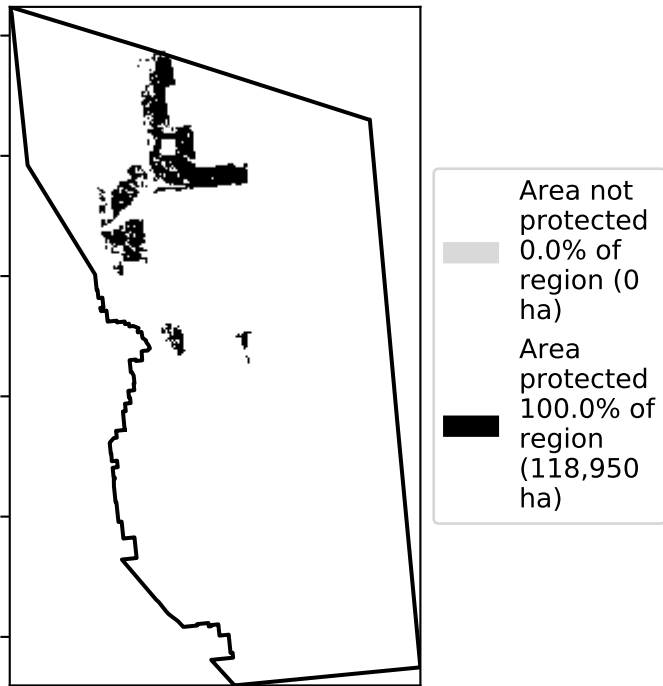 Area not
protected
0.0% of
region (0
ha)
Area
protected
100.0% of
region
(118,950
ha)